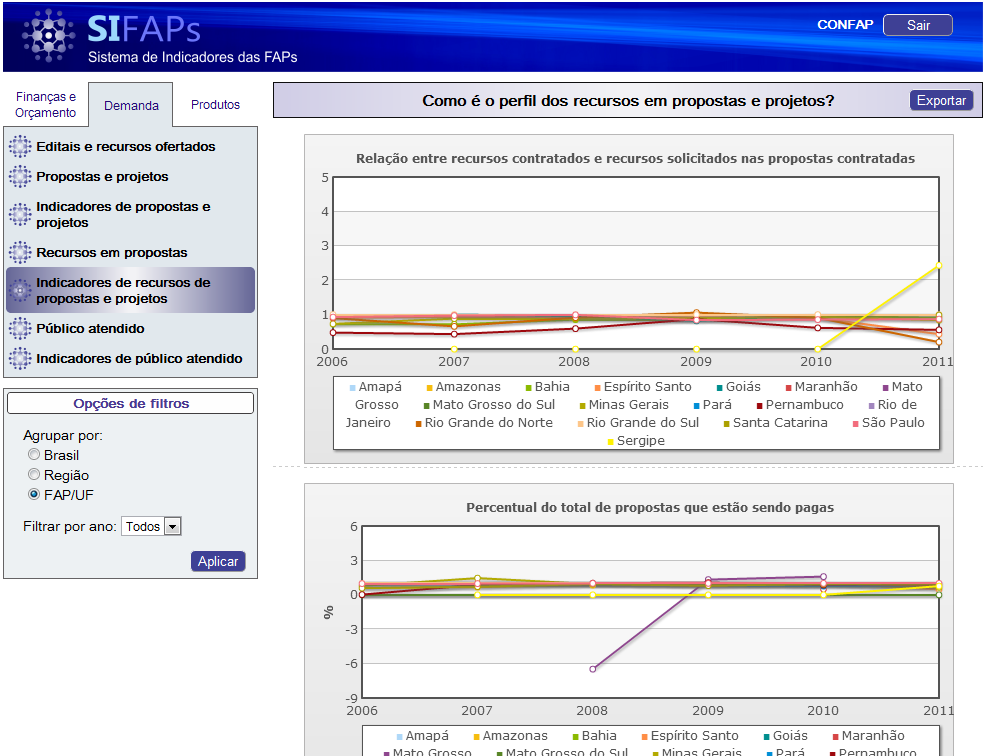 SIFAPs
Sistema de Indicadores das FAPs
CONFAP
Sair
Finanças e
Orçamento
Demanda
Produtos
Editais e recursos ofertados
Propostas e projetos
Indicadores de propostas e
projetos
Recursos em propostas
Indicadores de recursos de
propostas e projetos
Público atendido
Indicadores de público atendido
Opções de filtros
Agrupar por:
Brasil
Região
FAP/UF
Filtrar por ano: Todos
Aplicar
Como é o perfil dos recursos em propostas e projetos?
Exportar
Relação entre recursos contratados e recursos solicitados nas propostas contratadas
5
4
3
2
1
0
2006 2007 2008 2009 2010 2011
Amapá Amazonas Bahia Espírito Santo Goiás Maranhão Mato
Grosso Mato Grosso do Sul Minas Gerais Pará Pernambuco Rio de
Janeiro Rio Grande do Norte Rio Grande do Sul Santa Catarina São Paulo
Sergipe
Percentual do total de propostas que estão sendo pagas
6
3
0
-3
-6
-9
%
2006 2007 2008 2009 2010 2011
Amapá Amazonas Bahia Espírito Santo Goiás Maranhão
Mato Grosso Mato Grosso do Sul Minas Gerais Pará Pernambuco